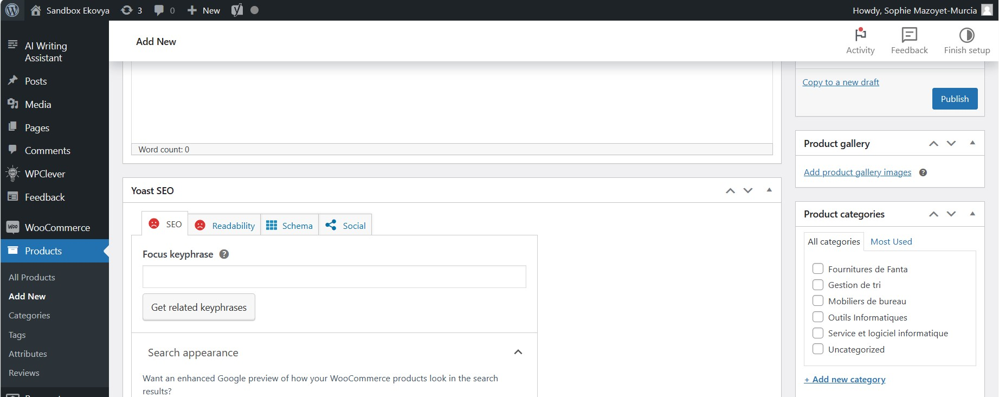 Sandbox Ekovya 3 0 New Howdy, Sophie Mazoyet-Murcia
AI Writing
Assistant
Posts
Media
Pages
Comments
WPClever
Feedback
Woo WooCommerce
Products
All Products
Add New
Categories
Tags
Attributes
Reviews
Add New
Activity Feedback Finish setup
Word count: 0
Yoast SEO
SEO Readability Schema Social
Focus keyphrase ?
Get related keyphrases
Search appearance
Want an enhanced Google preview of how your WooCommerce products look in the search
results?
Copy to a new draft
Publish
Product gallery
Add product gallery images ?
Product categories
All categories Most Used
Fournitures de Fanta
Gestion de tri
Mobiliers de bureau
Outils Informatiques
Service et logiciel informatique
Uncategorized
+ Add new category